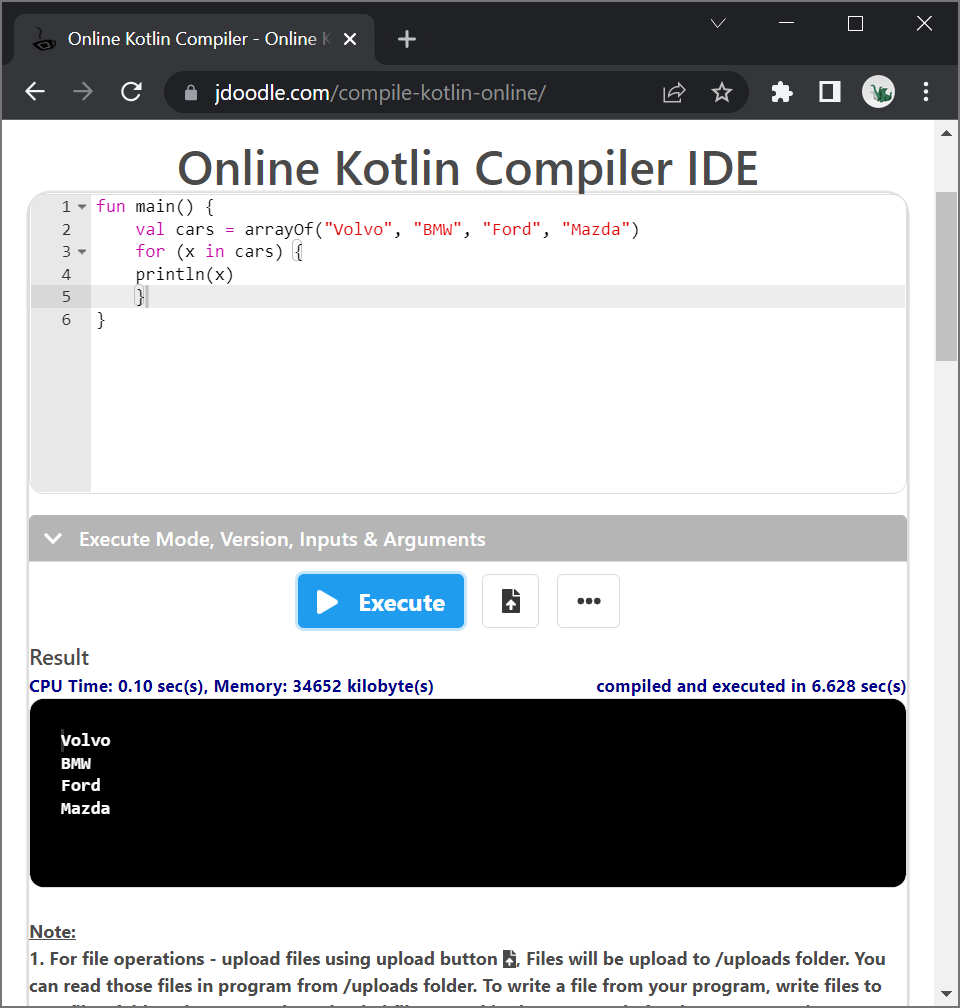 Online Kotlin Compiler - Online K
jdoodle.com/compile-kotlin-online/
Online Kotlin Compiler IDE
1 fun main() {
2     val cars = arrayOf("Volvo", "BMW", "Ford", "Mazda")
3     for (x in cars) {
4     println(x)
5     }
6 }
Execute Mode, Version, Inputs & Arguments
Execute
Result
CPU Time: 0.10 sec(s), Memory: 34652 kilobyte(s) compiled and executed in 6.628 sec(s)
Volvo
BMW
Ford
Mazda
Note:
1. For file operations - upload files using upload button , Files will be upload to /uploads folder. You
can read those files in program from /uploads folder. To write a file from your program, write files to